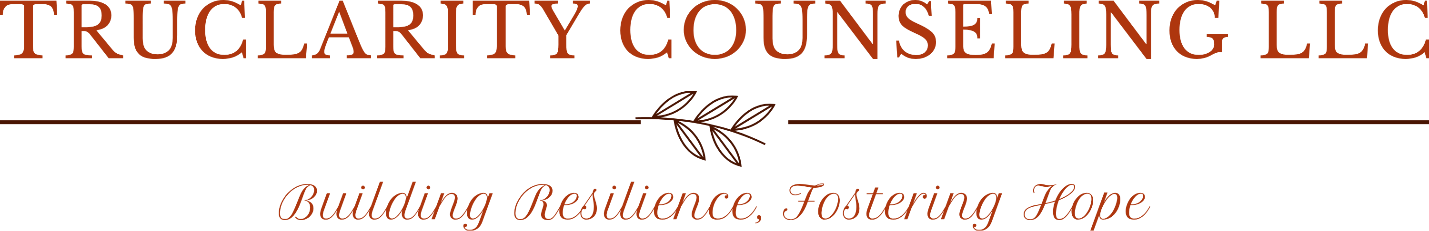 TRUCLARITY COUNSELING LLC
Building Resilience, Fostering Hope